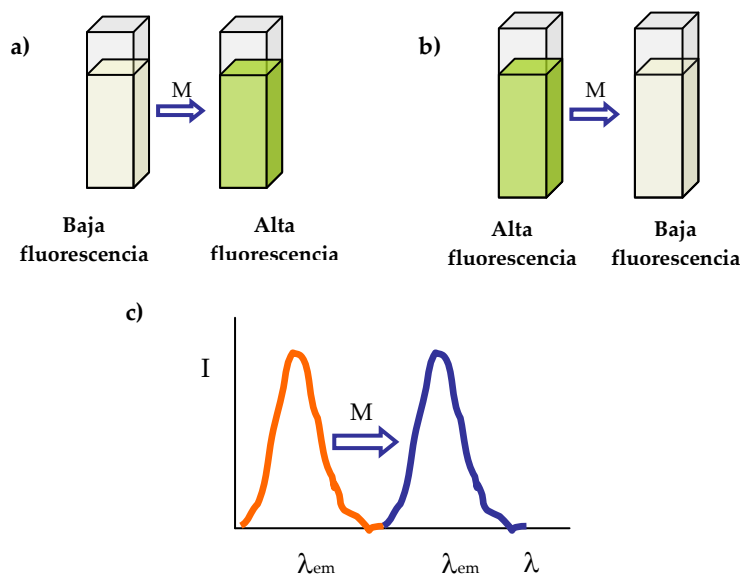 a)
M
Baja
fluorescencia
Alta
fluorescencia
b)
M
Alta
fluorescencia
Baja
fluorescencia
c)
I
M
λem
λem
λ